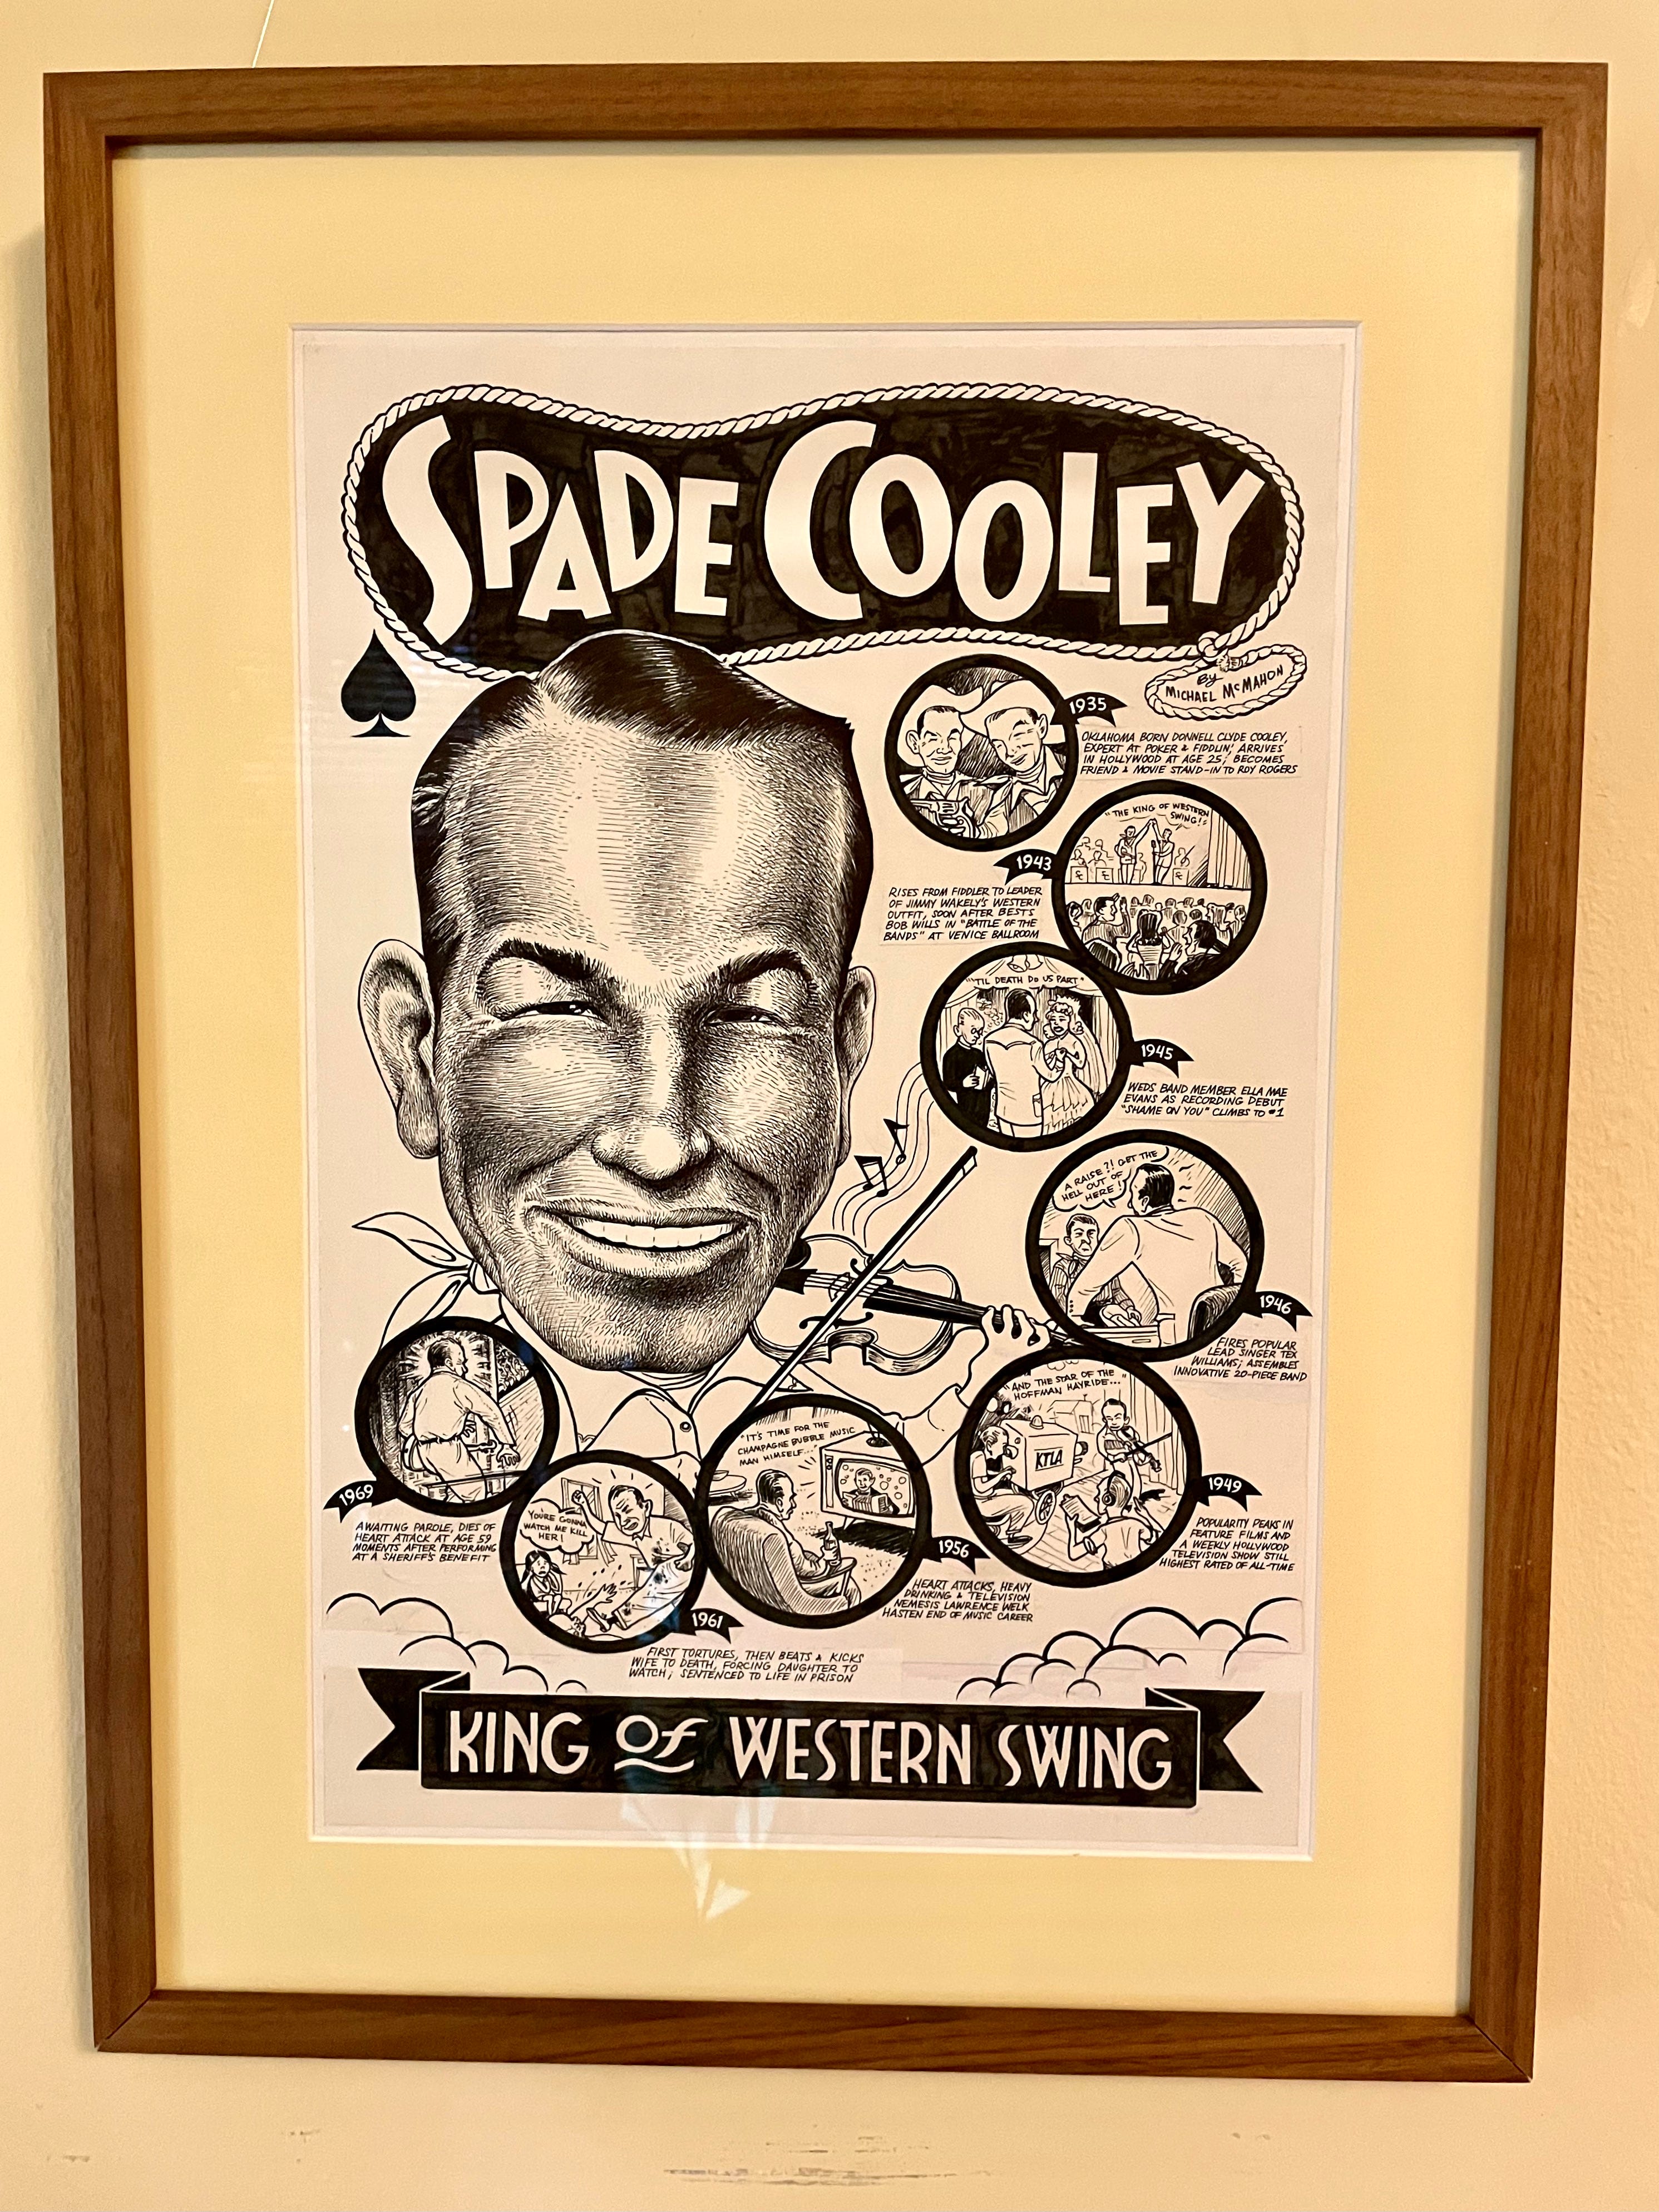 SPADE COOLEY
By
MICHAEL McMAHON
1935
OKLAHOMA BORN DONNELL CLYDE COOLEY,
EXPERT AT POKER & FIDDLIN', ARRIVES
IN HOLLYWOOD AT AGE 25; BECOMES
FRIEND & MOVIE STAND-IN TO ROY ROGERS
"THE KING OF WESTERN
SWING!"
1943
RISES FROM FIDDLER TO LEADER
OF JIMMY WAKELY'S WESTERN
OUTFIT, SOON AFTER BESTS
BOB WILLS IN "BATTLE OF THE
BANDS" AT VENICE BALLROOM
"'TIL DEATH DO US PART"
1945
WEDS BAND MEMBER ELLA MAE
EVANS AS RECORDING DEBUT
"SHAME ON YOU" CLIMBS TO #1
A RAISE?! GET THE
HELL OUT OF
HERE!
1946
FIRES POPULAR
LEAD SINGER TEX
WILLIAMS; ASSEMBLES
INNOVATIVE 20-PIECE BAND
"AND THE STAR OF THE
HOFFMAN HAYRIDE..."
KTLA
1949
POPULARITY PEAKS IN
FEATURE FILMS AND
A WEEKLY HOLLYWOOD
TELEVISION SHOW STILL
HIGHEST RATED OF ALL-TIME
"IT'S TIME FOR THE
CHAMPAGNE BUBBLE MUSIC
MAN HIMSELF..."
1956
HEART ATTACKS, HEAVY
DRINKING & TELEVISION
NEMESIS LAWRENCE WELK
HASTEN END OF MUSIC CAREER
YOU'RE GONNA
WATCH ME KILL
HER!
1961
FIRST TORTURES, THEN BEATS & KICKS
WIFE TO DEATH, FORCING DAUGHTER TO
WATCH; SENTENCED TO LIFE IN PRISON
1969
AWAITING PAROLE, DIES OF
HEART ATTACK AT AGE 59
MOMENTS AFTER PERFORMING
AT A SHERIFF'S BENEFIT
KING of WESTERN SWING